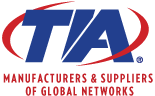 TIA®
MANUFACTURERS & SUPPLIERS
OF GLOBAL NETWORKS